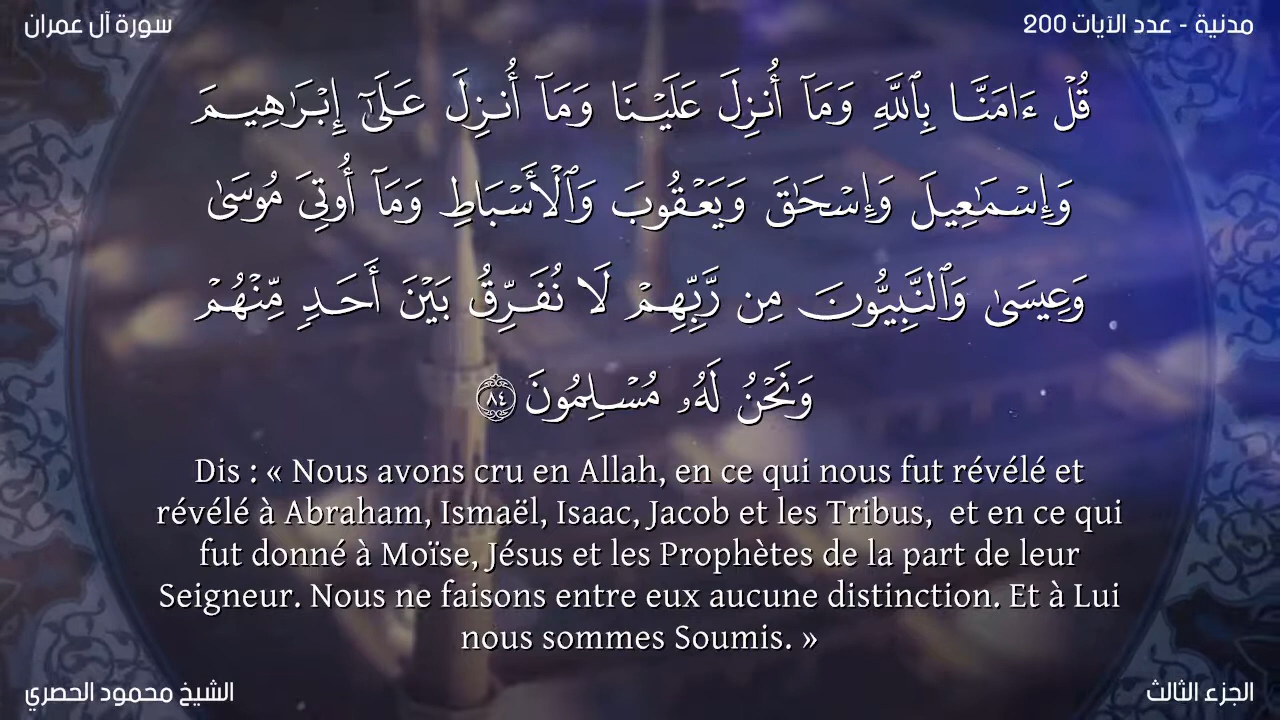 مدنية - عدد الآيات 200
سورة آل عمران
قُلْ ءَامَنَّا بِٱللَّهِ وَمَآ أُنزِلَ عَلَيْنَا وَمَآ أُنزِلَ عَلَىٰٓ إِبْرَٰهِيمَ
وَإِسْمَٰعِيلَ وَإِسْحَٰقَ وَيَعْقُوبَ وَٱلْأَسْبَاطِ وَمَآ أُوتِىَ مُوسَىٰ
وَعِيسَىٰ وَٱلنَّبِيُّونَ مِن رَّبِّهِمْ لَا نُفَرِّقُ بَيْنَ أَحَدٍ مِّنْهُمْ
وَنَحْنُ لَهُۥ مُسْلِمُونَ ٨٤
Dis : « Nous avons cru en Allah, en ce qui nous fut révélé et
révélé à Abraham, Ismaël, Isaac, Jacob et les Tribus,  et en ce qui
fut donné à Moïse, Jésus et les Prophètes de la part de leur
Seigneur. Nous ne faisons entre eux aucune distinction. Et à Lui
nous sommes Soumis. »
الجزء الثالث
الشيخ محمود الحصري